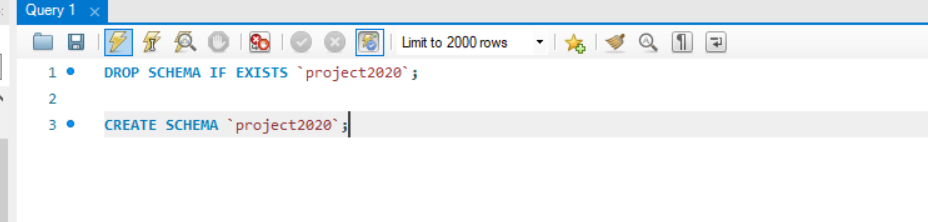 Query 1
Limit to 2000 rows
1 DROP SCHEMA IF EXISTS `project2020`;
2
3 CREATE SCHEMA `project2020`;